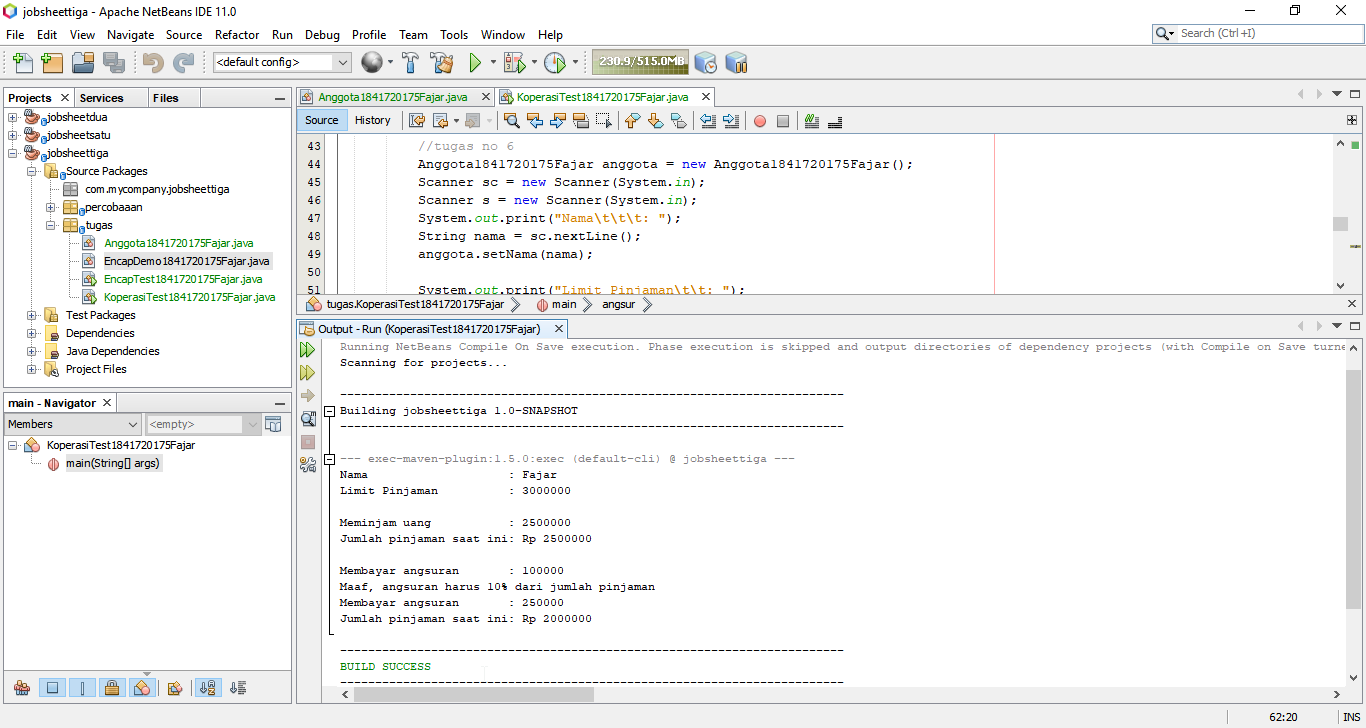 jobsheettiga - Apache NetBeans IDE 11.0
File Edit View Navigate Source Refactor Run Debug Profile Team Tools Window Help
Search (Ctrl+I)
<default config>
230.9/515.0MB
Projects Services Files
jobsheetdua
jobsheetsatu
jobsheettiga
Source Packages
com.mycompany.jobsheettiga
percobaaan
tugas
Anggota1841720175Fajar.java
EncapDemo1841720175Fajar.java
EncapTest1841720175Fajar.java
KoperasiTest1841720175Fajar.java
Test Packages
Dependencies
Java Dependencies
Project Files
main - Navigator
Members <empty>
KoperasiTest1841720175Fajar
main(String[] args)
Anggota1841720175Fajar.java KoperasiTest1841720175Fajar.java
Source History
43 //tugas no 6
44 Anggota1841720175Fajar anggota = new Anggota1841720175Fajar();
45 Scanner sc = new Scanner(System.in);
46 Scanner s = new Scanner(System.in);
47 System.out.print("Nama\t\t\t: ");
48 String nama = sc.nextLine();
49 anggota.setNama(nama);
50
51 System.out.print("Limit Pinjaman\t\t: ");
tugas.KoperasiTest1841720175Fajar main angsur
Output - Run (KoperasiTest1841720175Fajar)
Running NetBeans Compile On Save execution. Phase execution is skipped and output directories of dependency projects (with Compile on Save turne
Scanning for projects...
------------------------------------------------------------------------
Building jobsheettiga 1.0-SNAPSHOT
------------------------------------------------------------------------
--- exec-maven-plugin:1.5.0:exec (default-cli) @ jobsheettiga ---
Nama : Fajar
Limit Pinjaman : 3000000
Meminjam uang : 2500000
Jumlah pinjaman saat ini: Rp 2500000
Membayar angsuran : 100000
Maaf, angsuran harus 10% dari jumlah pinjaman
Membayar angsuran : 250000
Jumlah pinjaman saat ini: Rp 2000000
------------------------------------------------------------------------
BUILD SUCCESS
------------------------------------------------------------------------
62:20 INS